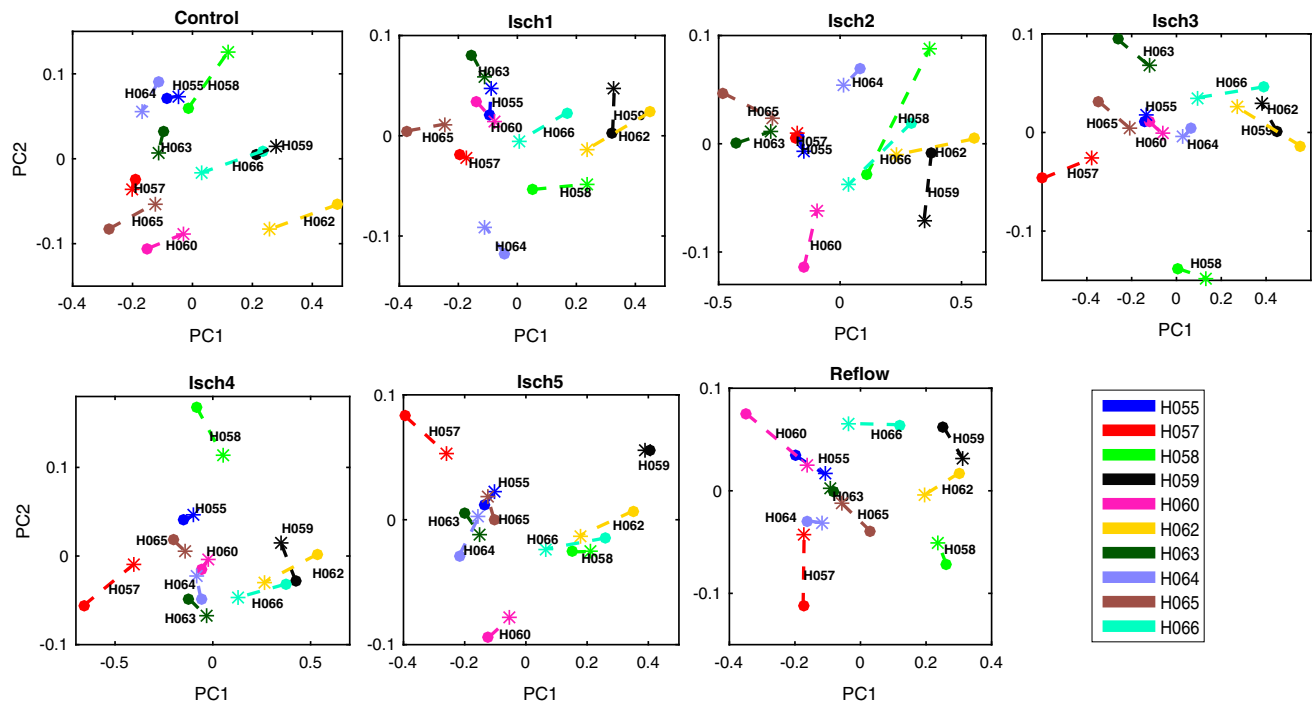 Control
0.1
0
-0.1
PC2
-0.4
-0.2
0
0.2
0.4
PC1
H064
H055
H058
H063
H057
H065
H060
H066
H059
H062
Isch1
0.1
0
-0.1
-0.4
-0.2
0
0.2
0.4
PC1
H063
H055
H060
H065
H057
H066
H059
H062
H058
H064
Isch2
0.1
0
-0.1
-0.5
0
0.5
PC1
H064
H065
H063
H057
H055
H058
H066
H062
H059
H060
Isch3
0.1
0
-0.1
-0.6
-0.4
-0.2
0
0.2
0.4
PC1
H063
H066
H055
H065
H060
H064
H062
H059
H057
H058
Isch4
0.1
0
-0.1
PC2
-0.5
0
0.5
PC1
H058
H055
H065
H060
H059
H064
H057
H063
H066
H062
Isch5
0.1
0
-0.1
-0.4
-0.2
0
0.2
0.4
PC1
H057
H059
H055
H063
H065
H064
H066
H062
H058
H060
Reflow
0.1
0
-0.1
-0.4
-0.2
0
0.2
0.4
PC1
H060
H066
H059
H055
H062
H063
H064
H065
H058
H057
H055
H057
H058
H059
H060
H062
H063
H064
H065
H066